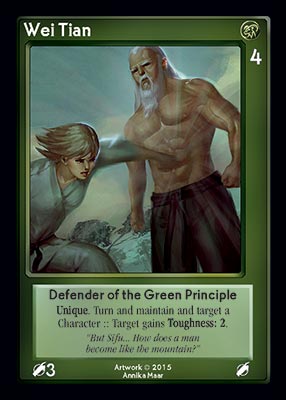 Wei Tian
4
Defender of the Green Principle
Unique. Turn and maintain and target a
Character :: Target gains Toughness: 2.
"But Sifu... How does a man
become like the mountain?"
3
Artwork © 2015
Annika Maar